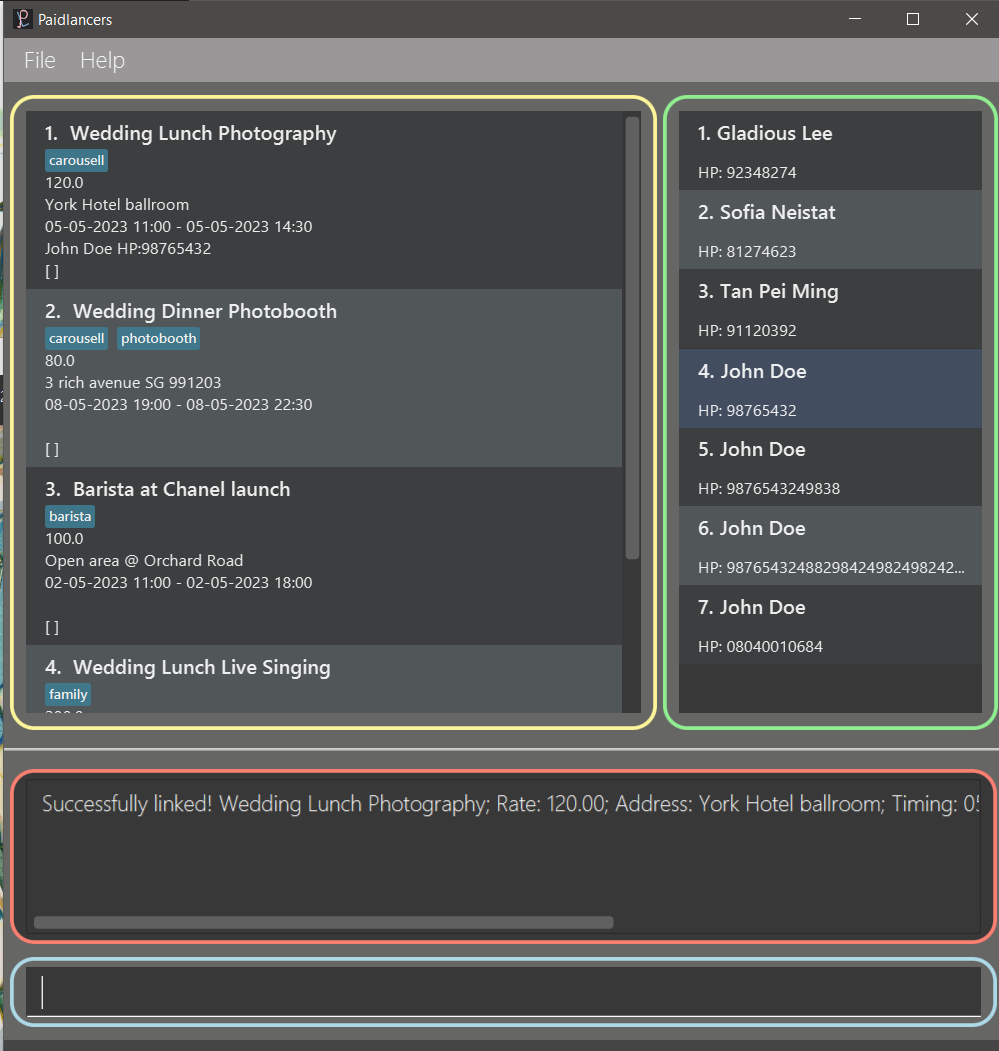 Paidlancers
File Help
1. Wedding Lunch Photography
carousell
120.0
York Hotel ballroom
05-05-2023 11:00 - 05-05-2023 14:30
John Doe HP:98765432
[ ]
2. Wedding Dinner Photobooth
carousell photobooth
80.0
3 rich avenue SG 991203
08-05-2023 19:00 - 08-05-2023 22:30
[ ]
3. Barista at Chanel launch
barista
100.0
Open area @ Orchard Road
02-05-2023 11:00 - 02-05-2023 18:00
[ ]
4. Wedding Lunch Live Singing
family
1. Gladious Lee
HP: 92348274
2. Sofia Neistat
HP: 81274623
3. Tan Pei Ming
HP: 91120392
4. John Doe
HP: 98765432
5. John Doe
HP: 9876543249838
6. John Doe
HP: 98765432488298424982498242...
7. John Doe
HP: 08040010684
Successfully linked! Wedding Lunch Photography; Rate: 120.00; Address: York Hotel ballroom; Timing: 05